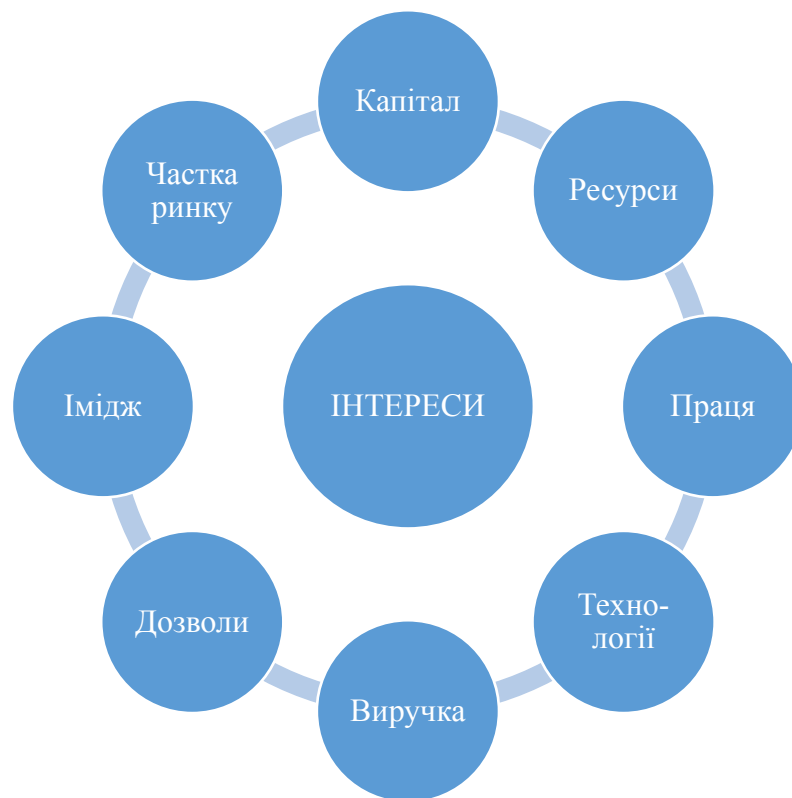 Капітал
Ресурси
Праця
Техно-
логії
Виручка
Дозволи
Імідж
Частка
ринку
ІНТЕРЕСИ